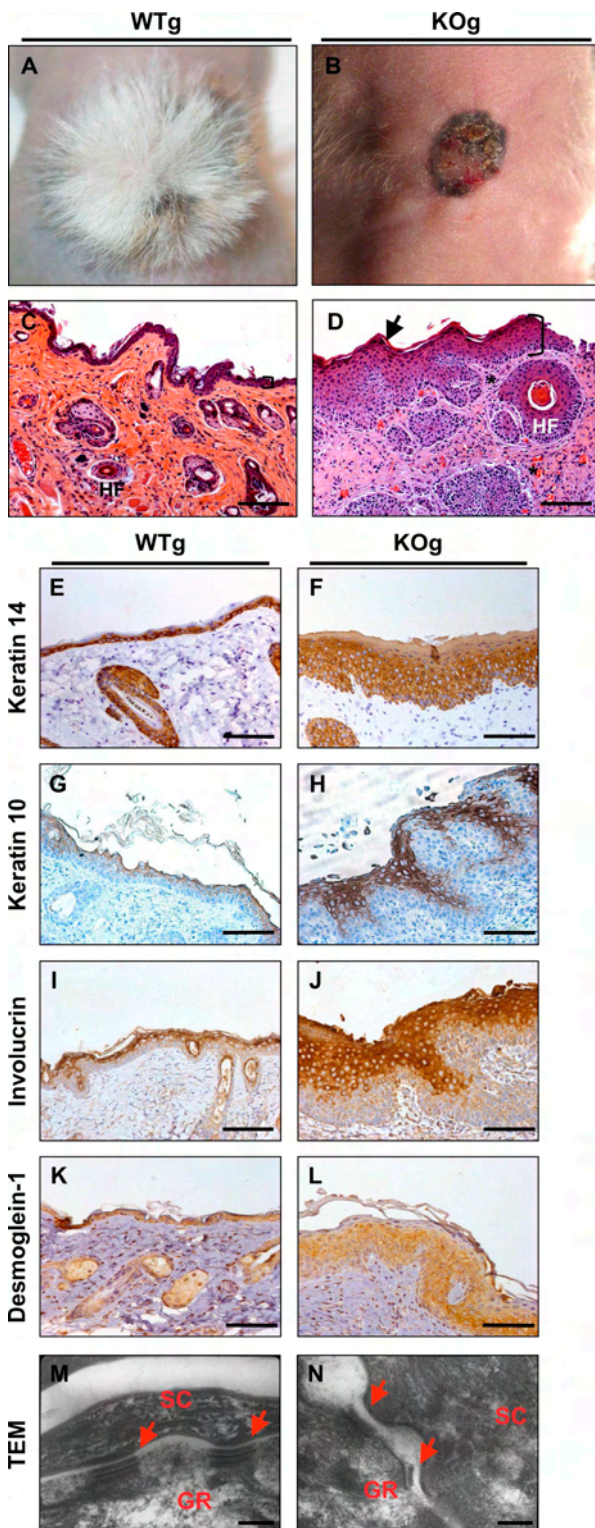 WTg KOg
A B
C D
HF HF
* *
WTg KOg
Keratin 14 E F
Keratin 10 G H
Involucrin I J
Desmoglein-1 K L
TEM M N
SC SC
GR GR